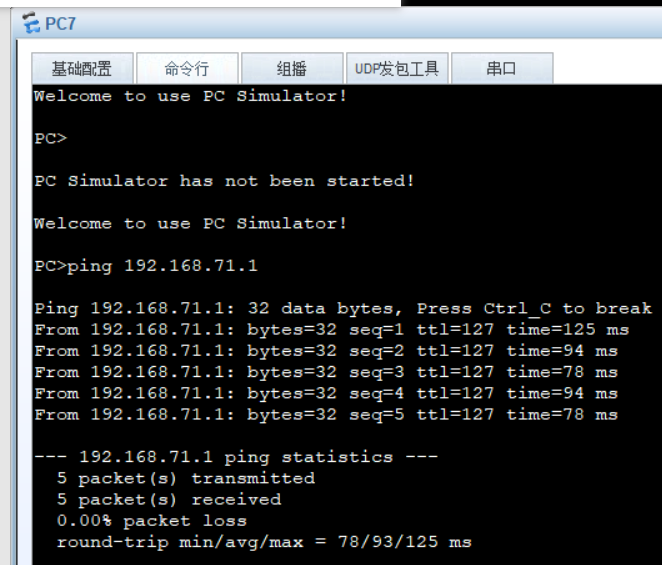 PC7
基础配置 命令行 组播 UDP发包工具 串口
Welcome to use PC Simulator!
PC>
PC Simulator has not been started!
Welcome to use PC Simulator!
PC>ping 192.168.71.1
Ping 192.168.71.1: 32 data bytes, Press Ctrl_C to break
From 192.168.71.1: bytes=32 seq=1 ttl=127 time=125 ms
From 192.168.71.1: bytes=32 seq=2 ttl=127 time=94 ms
From 192.168.71.1: bytes=32 seq=3 ttl=127 time=78 ms
From 192.168.71.1: bytes=32 seq=4 ttl=127 time=94 ms
From 192.168.71.1: bytes=32 seq=5 ttl=127 time=78 ms
--- 192.168.71.1 ping statistics ---
5 packet(s) transmitted
5 packet(s) received
0.00% packet loss
round-trip min/avg/max = 78/93/125 ms